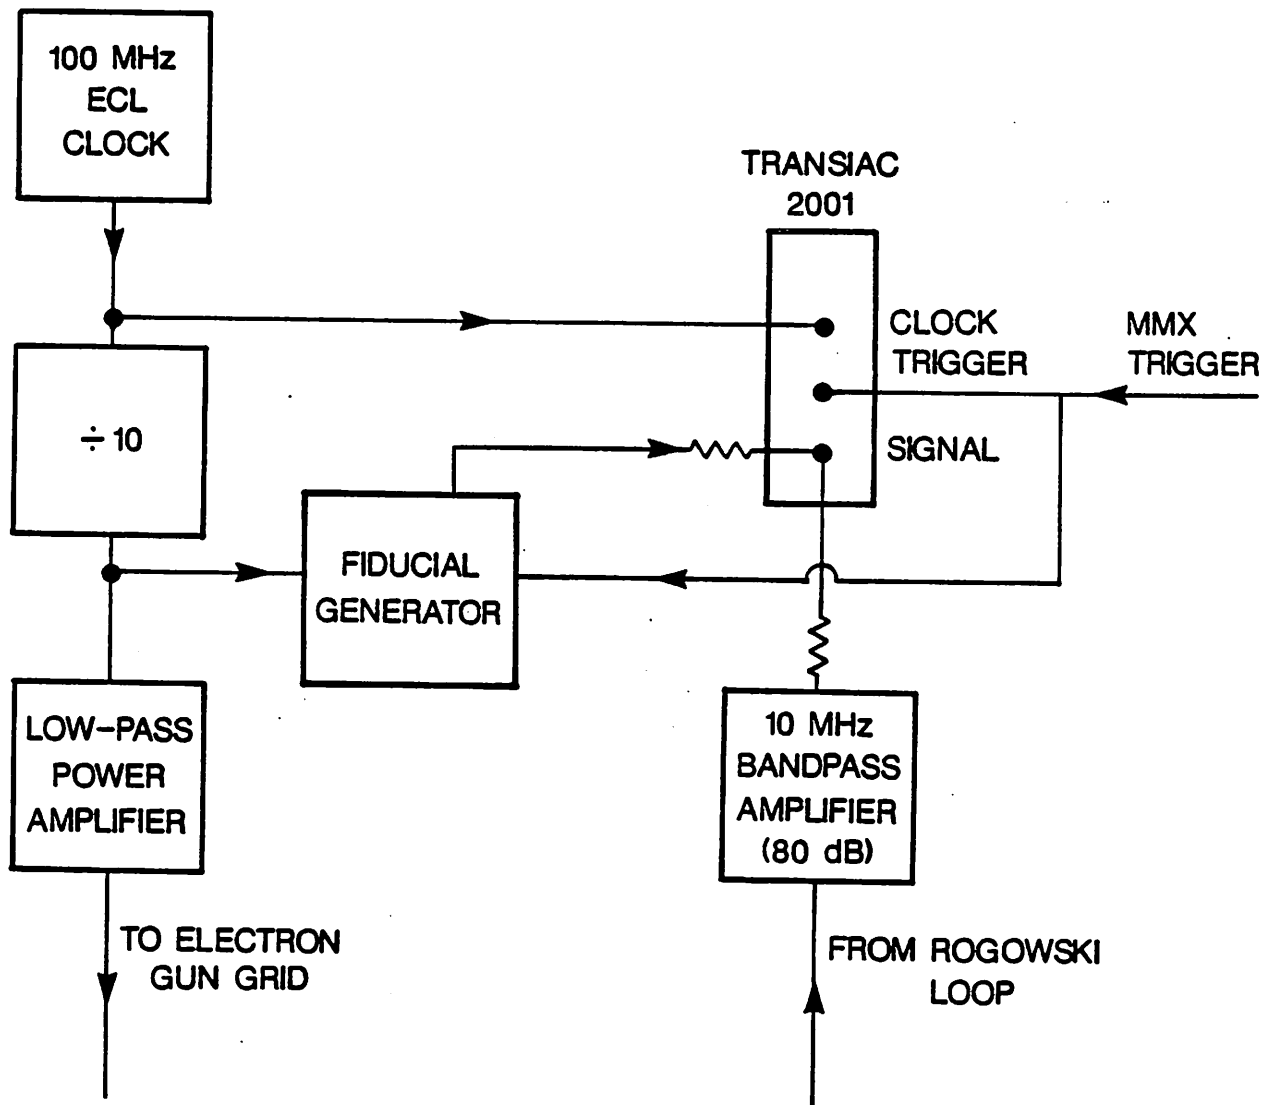 100 MHz
ECL
CLOCK
TRANSIAC
2001
CLOCK
TRIGGER
MMX
TRIGGER
÷ 10
SIGNAL
FIDUCIAL
GENERATOR
LOW-PASS
POWER
AMPLIFIER
10 MHz
BANDPASS
AMPLIFIER
(80 dB)
TO ELECTRON
GUN GRID
FROM ROGOWSKI
LOOP